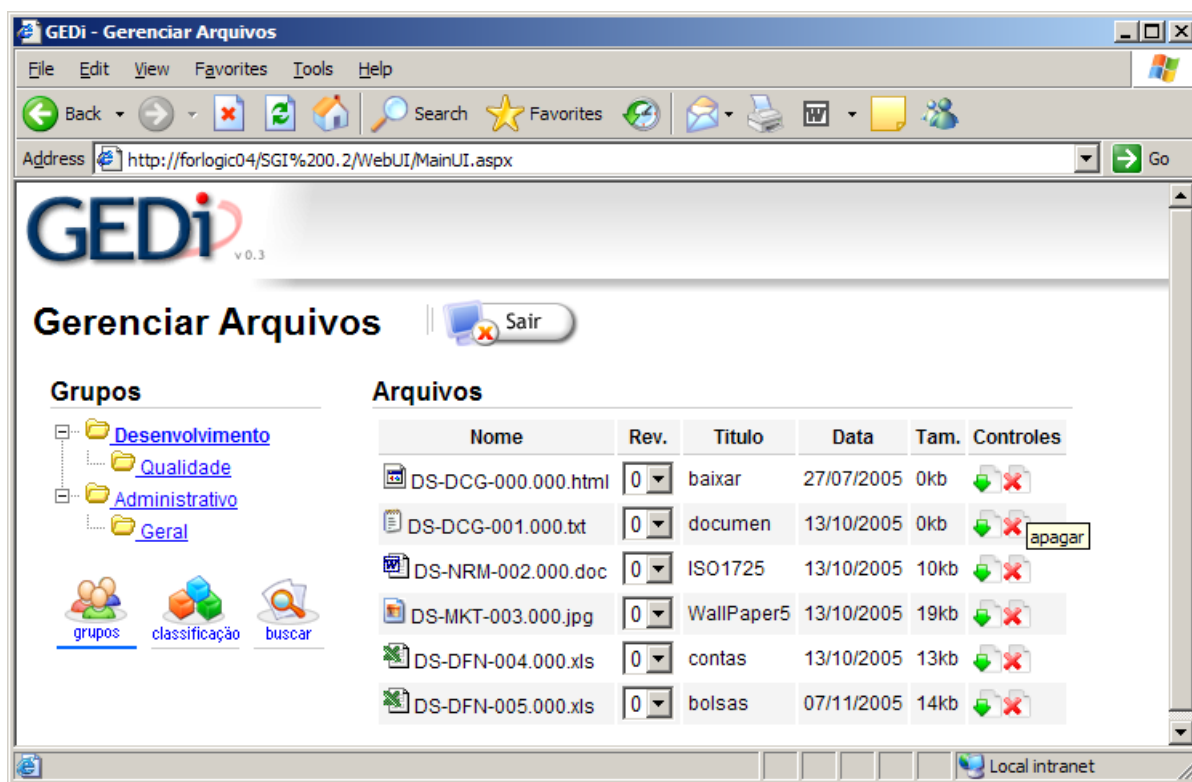 GEDi - Gerenciar Arquivos
File Edit View Favorites Tools Help
Back Search Favorites
Address http://forlogic04/SGI%200.2/WebUI/MainUI.aspx Go
GEDi v 0.3
Gerenciar Arquivos Sair
Grupos
Desenvolvimento
Qualidade
Administrativo
Geral
grupos classificação buscar
Arquivos
Nome Rev. Titulo Data Tam. Controles
DS-DCG-000.000.html 0 baixar 27/07/2005 0kb
DS-DCG-001.000.txt 0 documen 13/10/2005 0kb
apagar
DS-NRM-002.000.doc 0 ISO1725 13/10/2005 10kb
DS-MKT-003.000.jpg 0 WallPaper5 13/10/2005 19kb
DS-DFN-004.000.xls 0 contas 13/10/2005 13kb
DS-DFN-005.000.xls 0 bolsas 07/11/2005 14kb
Local intranet